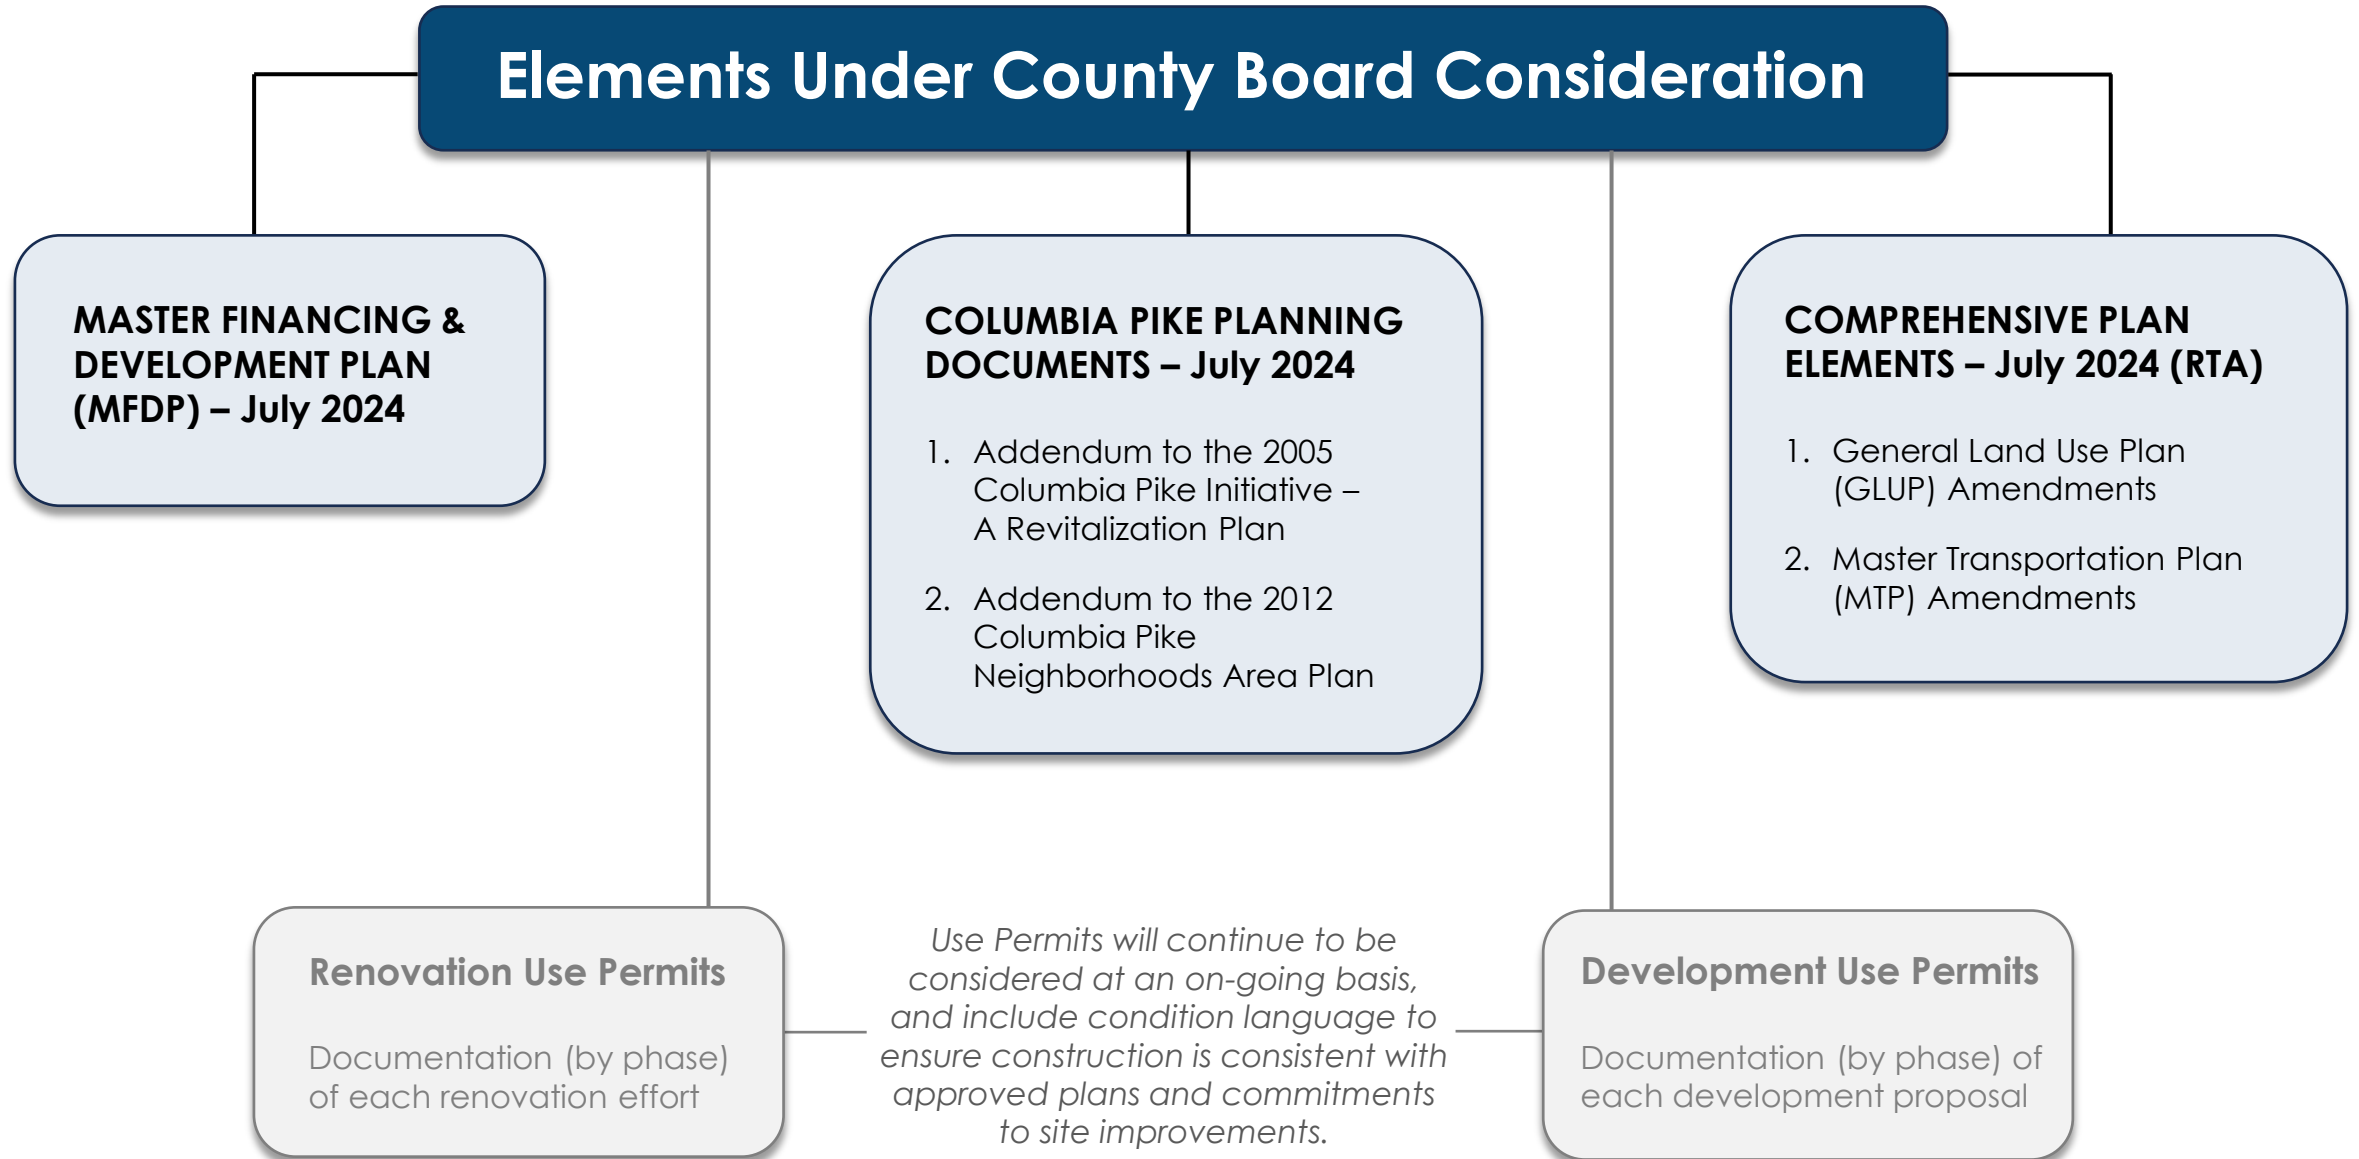 Elements Under County Board Consideration
MASTER FINANCING &
DEVELOPMENT PLAN
(MFDP) – July 2024
COLUMBIA PIKE PLANNING
DOCUMENTS – July 2024
1. Addendum to the 2005
Columbia Pike Initiative –
A Revitalization Plan
2. Addendum to the 2012
Columbia Pike
Neighborhoods Area Plan
COMPREHENSIVE PLAN
ELEMENTS – July 2024 (RTA)
1. General Land Use Plan
(GLUP) Amendments
2. Master Transportation Plan
(MTP) Amendments
Renovation Use Permits
Documentation (by phase)
of each renovation effort
Use Permits will continue to be
considered at an on-going basis,
and include condition language to
ensure construction is consistent with
approved plans and commitments
to site improvements.
Development Use Permits
Documentation (by phase) of
each development proposal